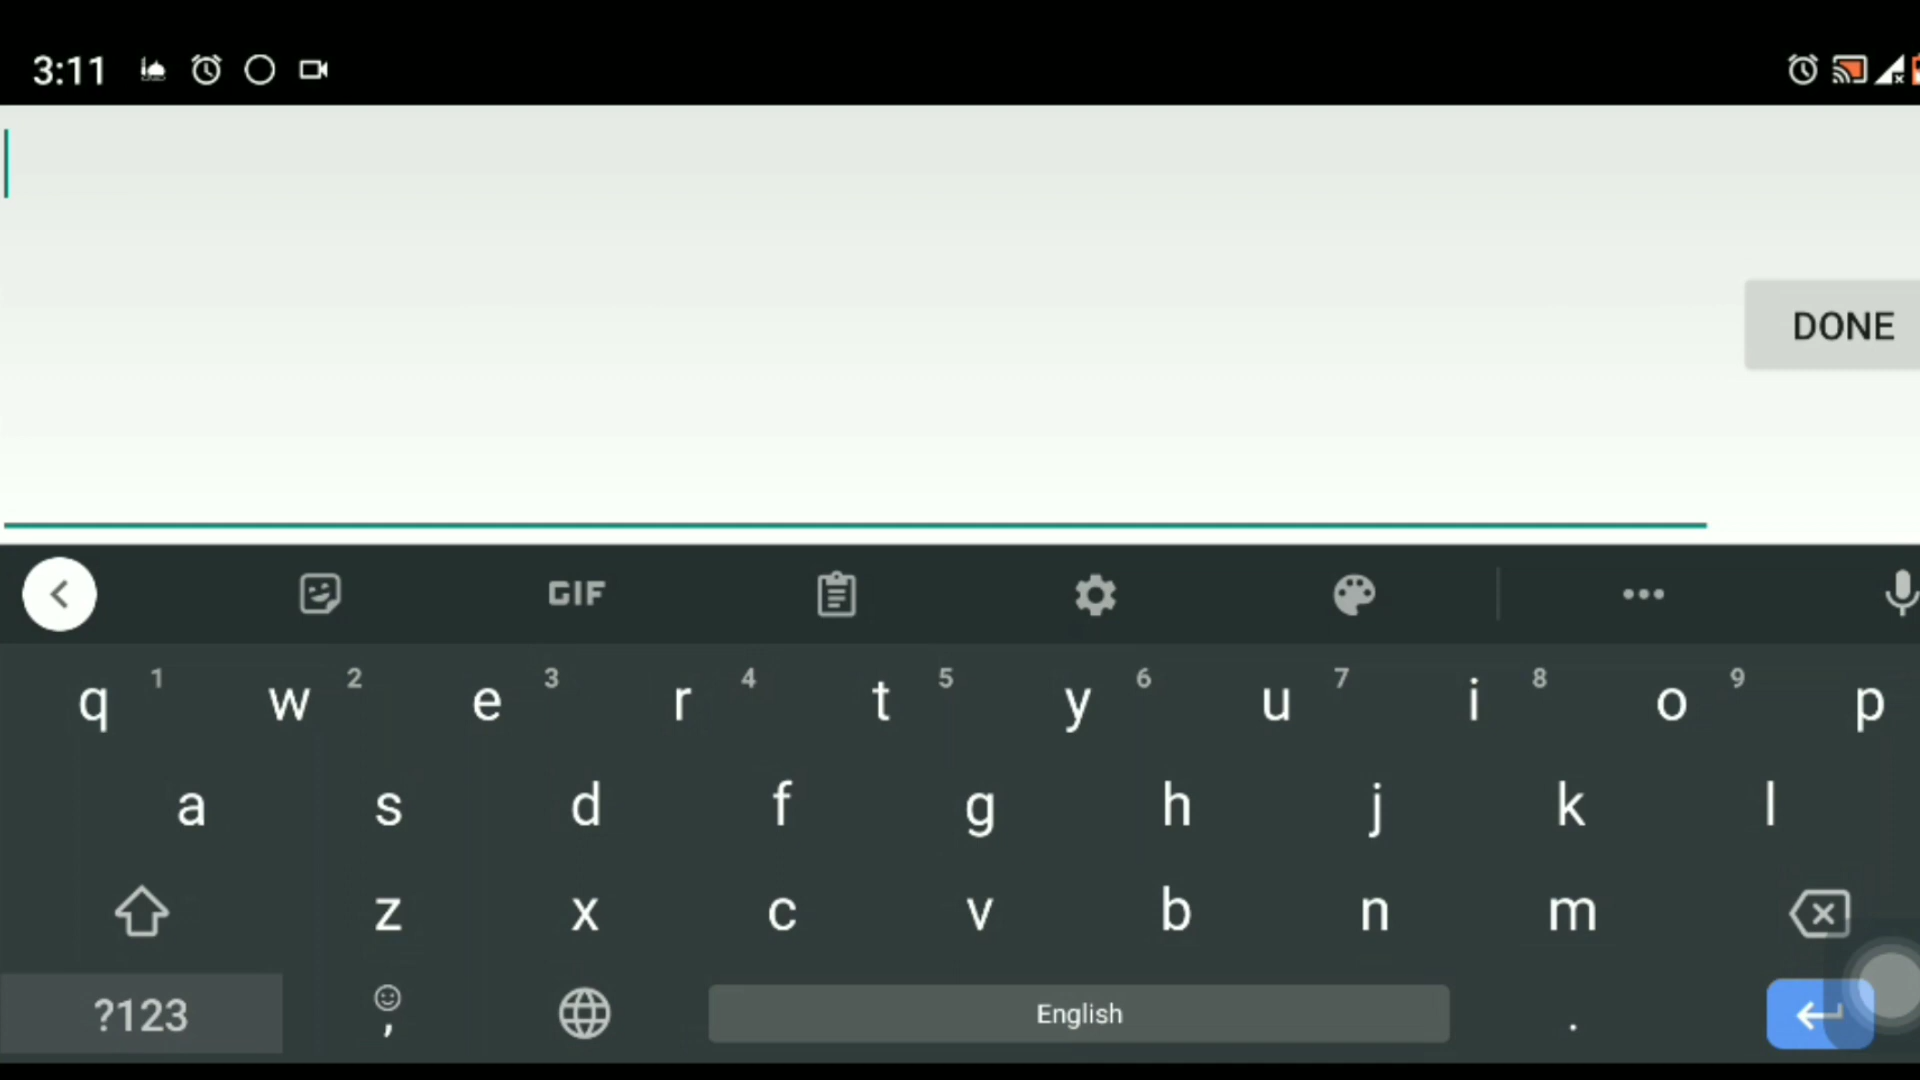 3:11
DONE
GIF
q 1 w 2 e 3 r 4 t 5 y 6 u 7 i 8 o 9 p
a s d f g h j k l
z x c v b n m
?123 , English .